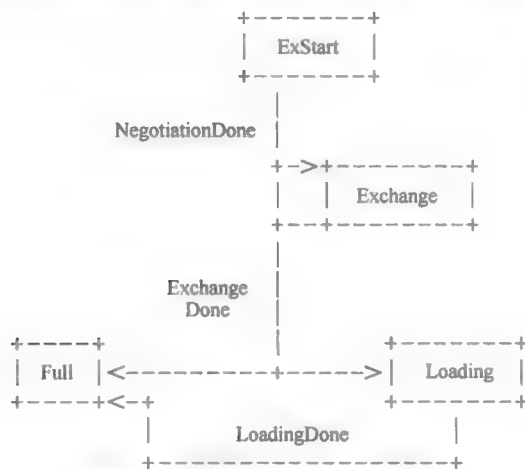 ExStart
NegotiationDone
Exchange
Exchange
Done
Full
Loading
LoadingDone